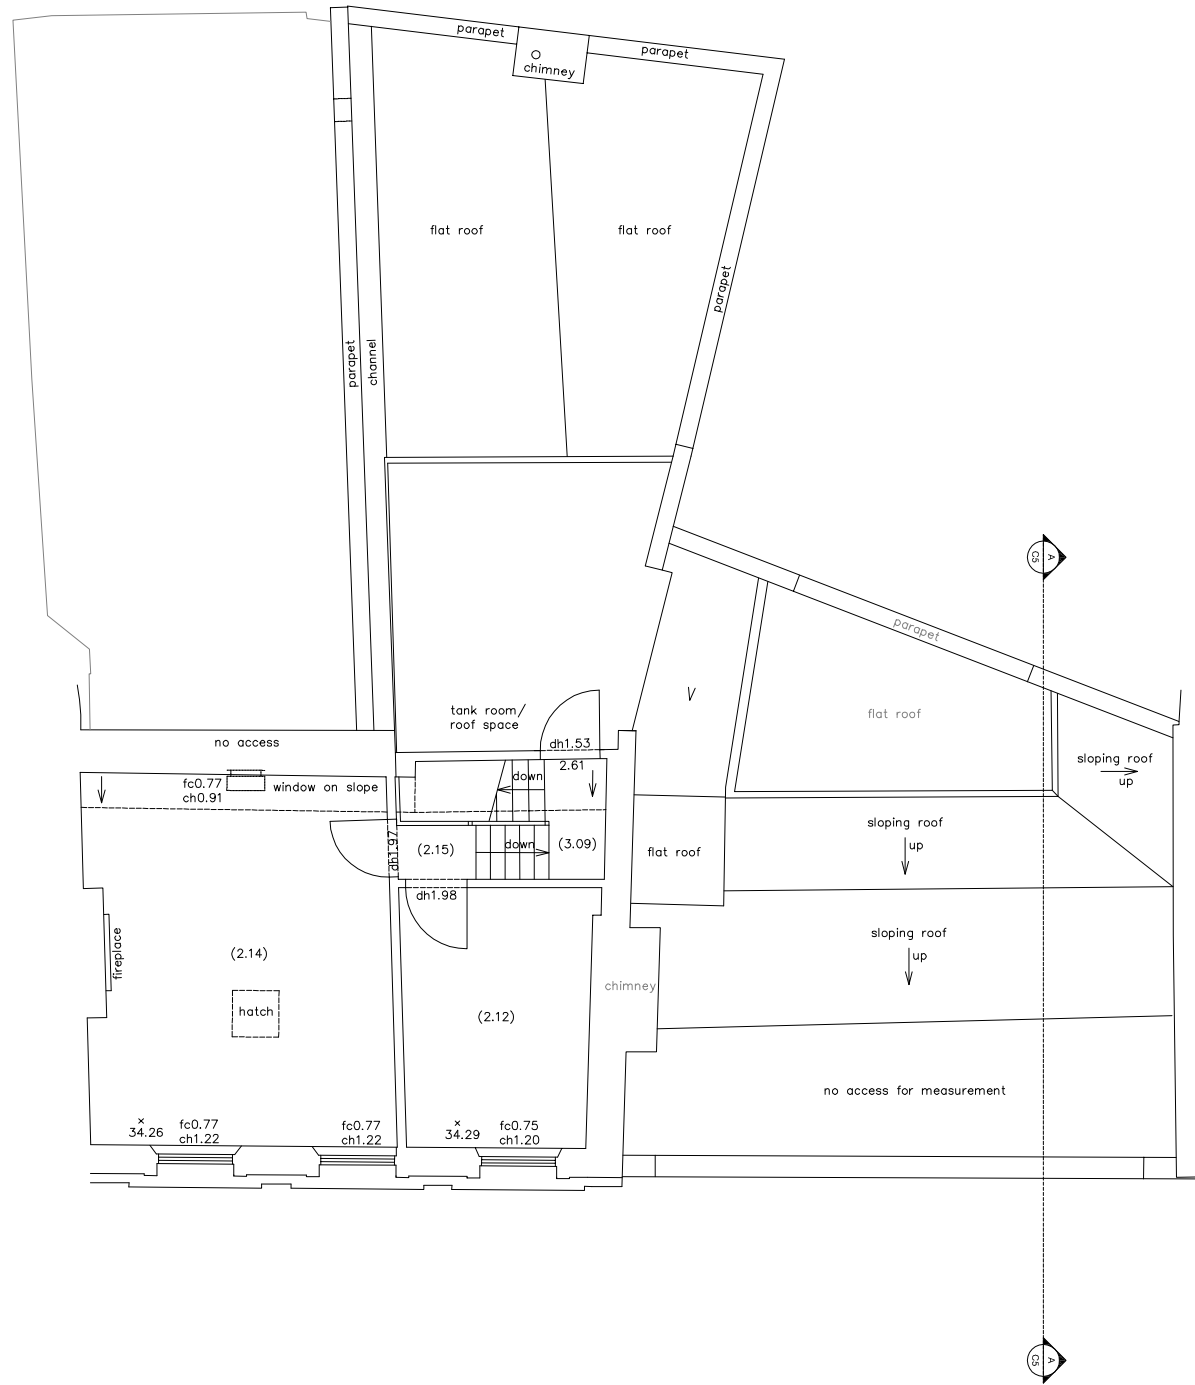 parapet
parapet
chimney
flat roof
flat roof
parapet
parapet
channel
A
C5
parapet
tank room/
roof space
V
flat roof
no access
dh1.53
sloping roof
up
2.61
down
fc0.77
ch0.91
window on slope
sloping roof
up
dh1.97
(2.15)
down
(3.09)
flat roof
dh1.98
sloping roof
up
fireplace
(2.14)
chimney
hatch
(2.12)
no access for measurement
34.26
fc0.77
ch1.22
fc0.77
ch1.22
34.29
fc0.75
ch1.20
A
C5